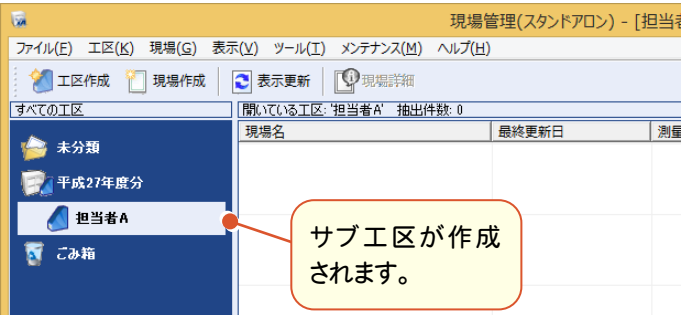 現場管理(スタンドアロン) - [担当者
ファイル(F) 工区(K) 現場(G) 表示(V) ツール(T) メンテナンス(M) ヘルプ(H)
工区作成 現場作成 表示更新 現場詳細
すべての工区 開いている工区: '担当者A' 抽出件数: 0
現場名 最終更新日 測量
未分類
平成27年度分
担当者A
ごみ箱
サブ工区が作成
されます。